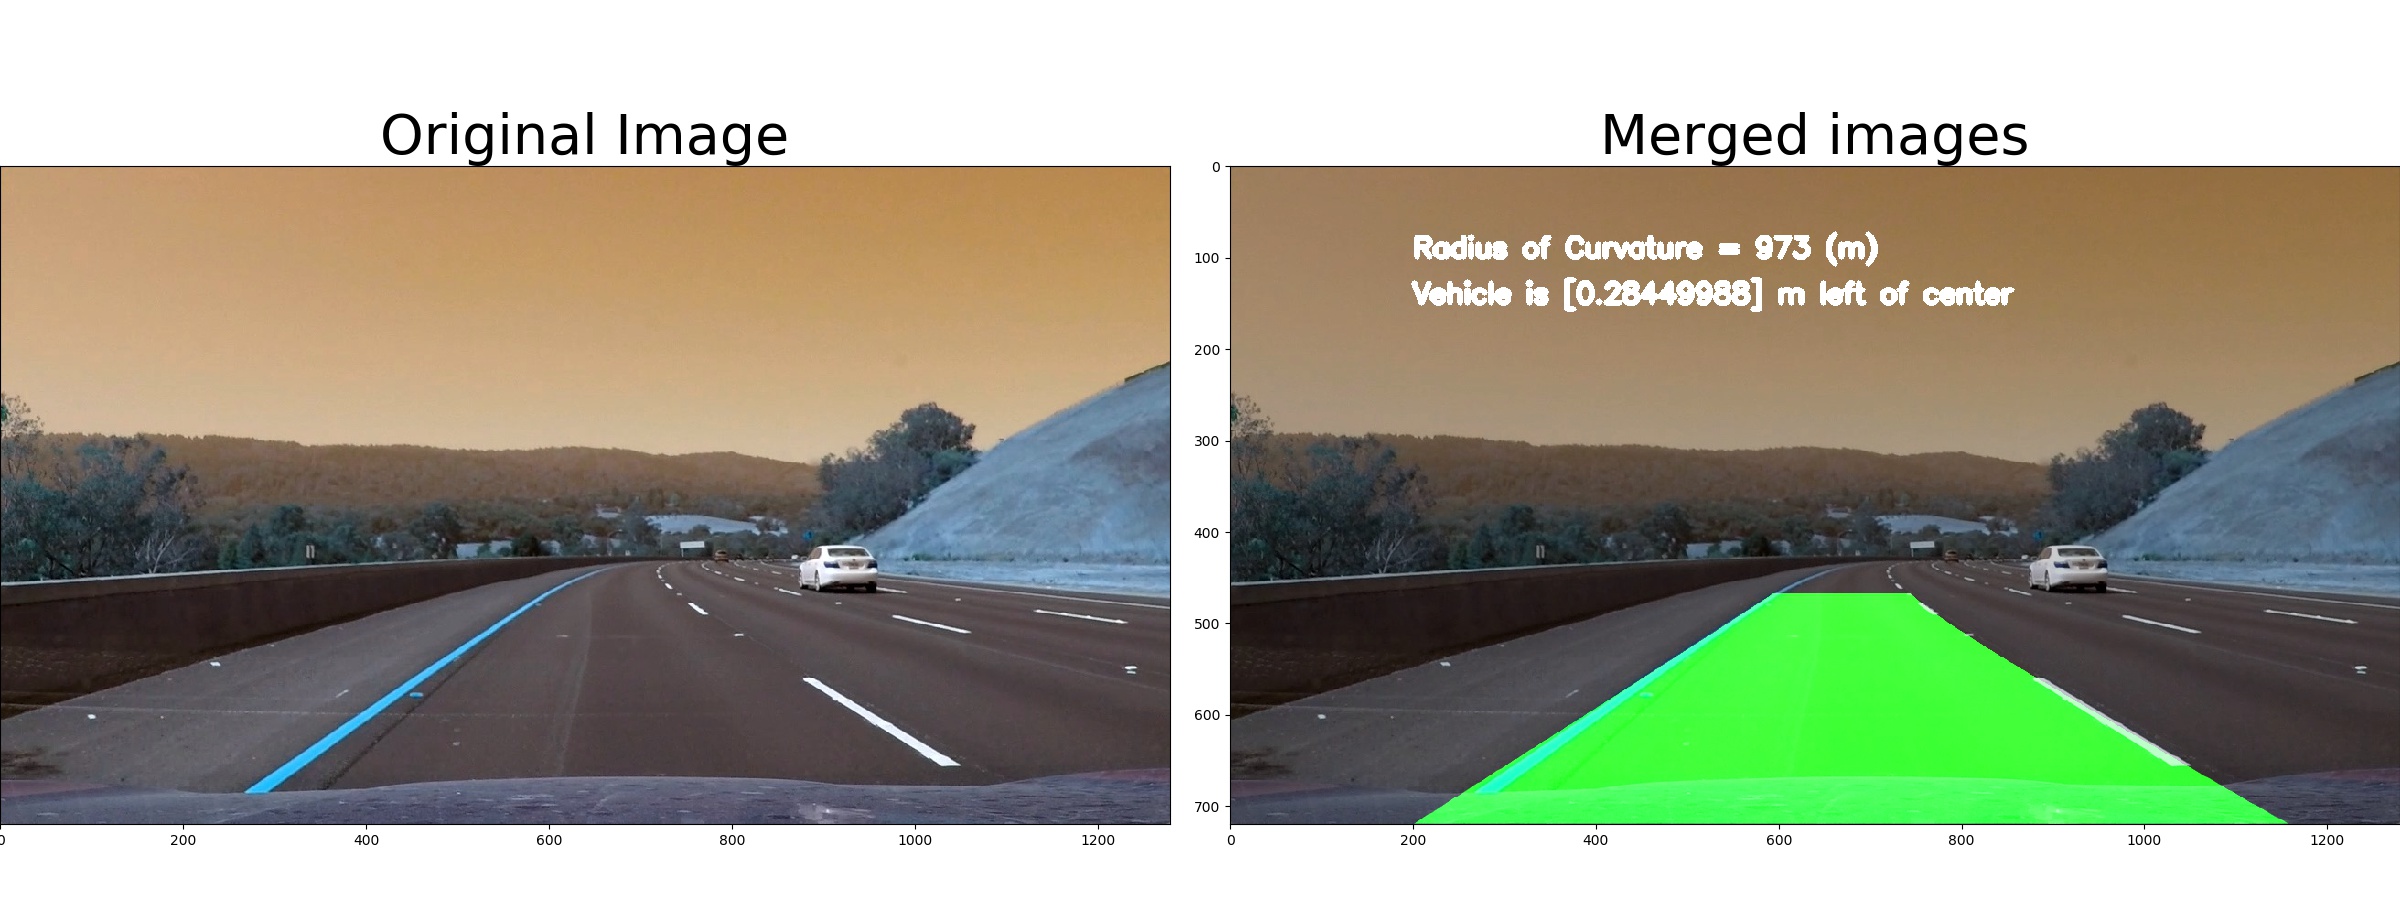 Original Image
Merged images
Radius of Curvature = 973 (m)
Vehicle is [0.28449988] m left of center
0
100
200
300
400
500
600
700
0 200 400 600 800 1000 1200
0 200 400 600 800 1000 1200